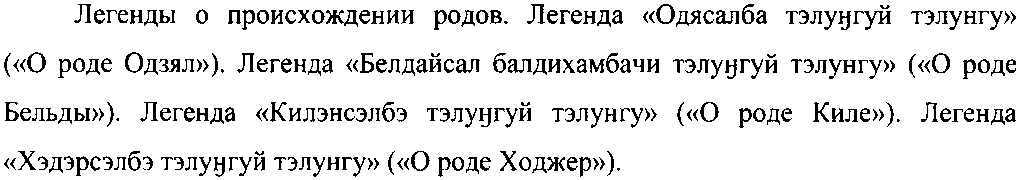 Легенды о происхождении родов. Легенда «Одясалба тэлуӈгуй тэлунгу»
(«О роде Одзял»). Легенда «Белдайсал балдихамбачи тэлуӈгуй тэлунгу» («О роде
Бельды»). Легенда «Килэнсэлбэ тэлуӈгуй тэлунгу» («О роде Киле»). Легенда
«Хэдэрсэлбэ тэлуӈгуй тэлунгу» («О роде Ходжер»).